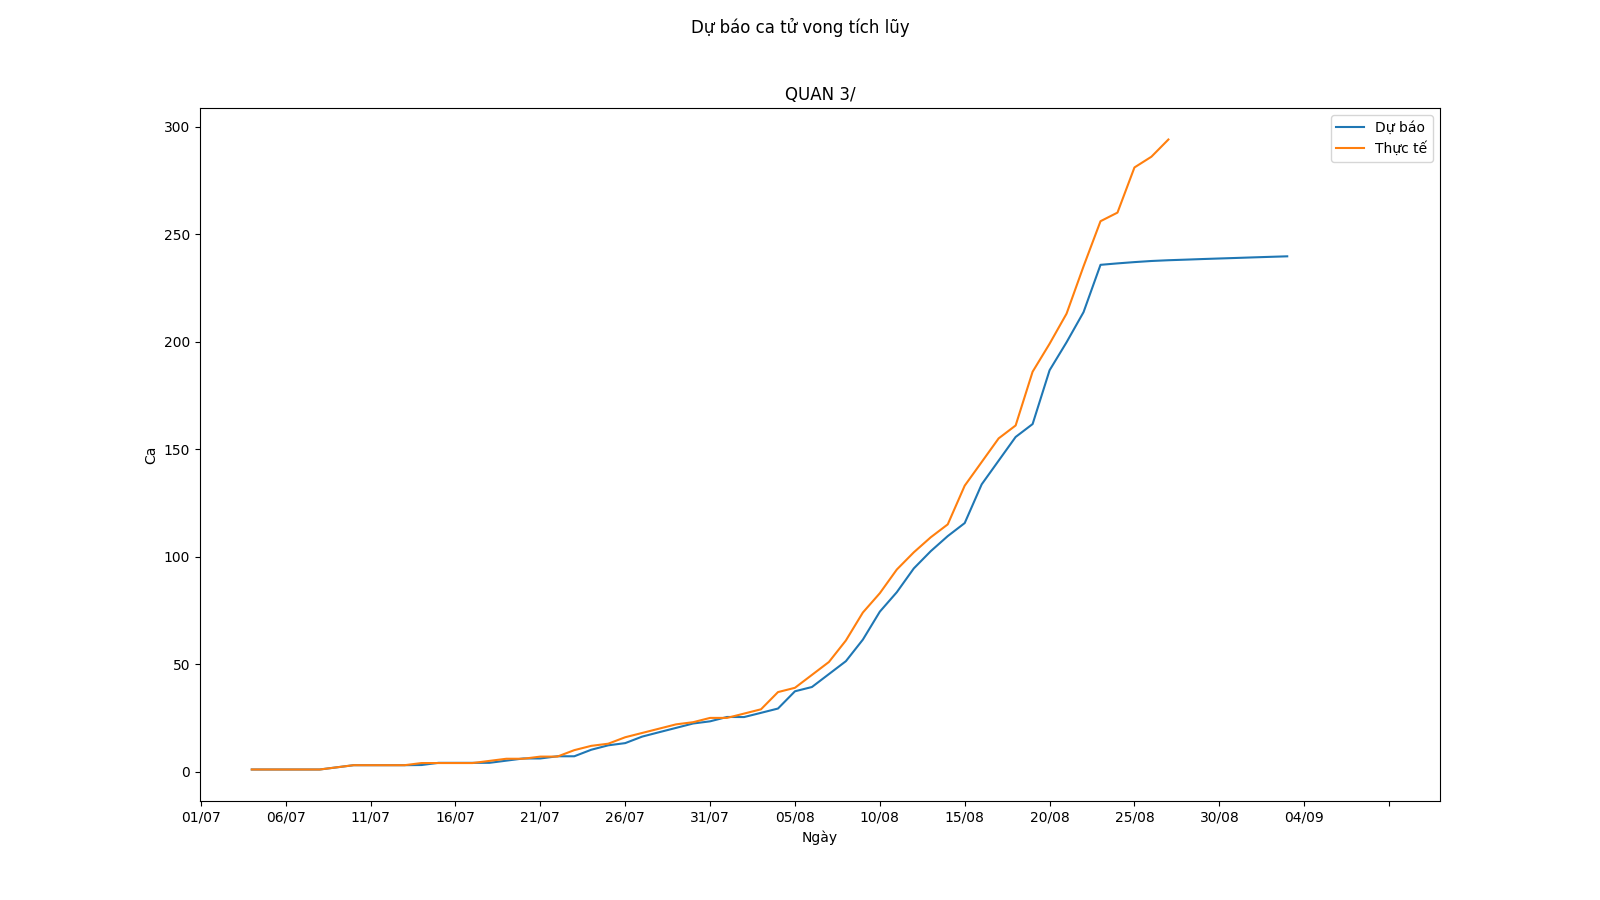 Dự báo ca tử vong tích lũy
QUAN 3/
Dự báo
Thực tế
300
250
200
150
100
50
0
Ca
01/07 06/07 11/07 16/07 21/07 26/07 31/07 05/08 10/08 15/08 20/08 25/08 30/08 04/09
Ngày